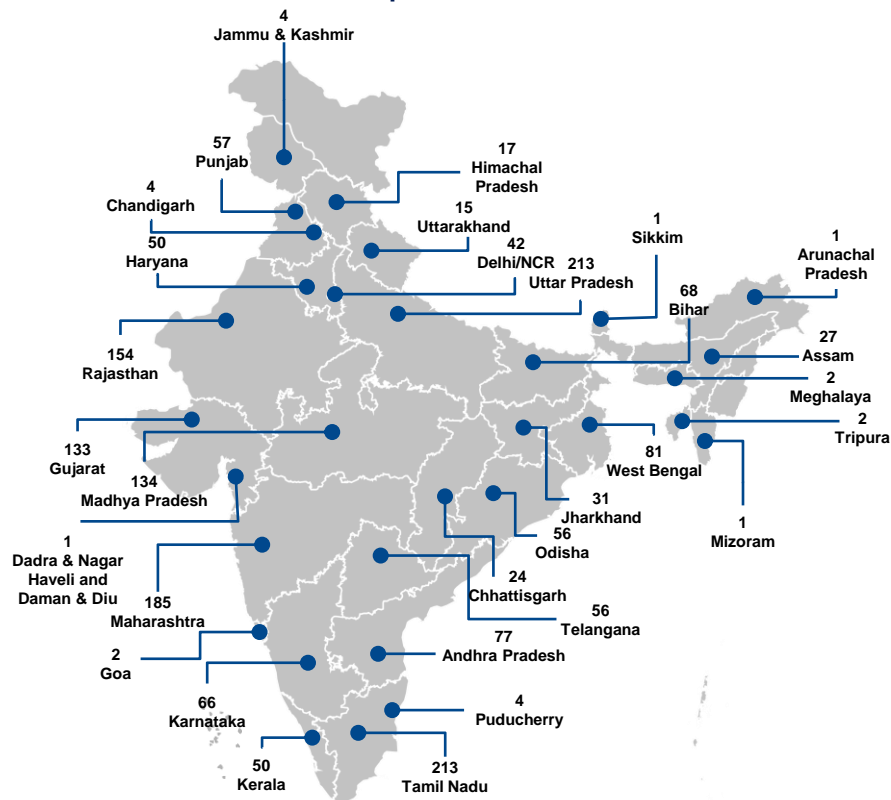 4
Jammu & Kashmir
57
Punjab
17
Himachal
Pradesh
4
Chandigarh
15
Uttarakhand
1
Sikkim
50
Haryana
42
Delhi/NCR
213
Uttar Pradesh
1
Arunachal
Pradesh
68
Bihar
27
Assam
154
Rajasthan
2
Meghalaya
2
Tripura
133
Gujarat
134
Madhya Pradesh
81
West Bengal
31
Jharkhand
1
Mizoram
56
Odisha
1
Dadra & Nagar
Haveli and
Daman & Diu
24
Chhattisgarh
185
Maharashtra
56
Telangana
77
Andhra Pradesh
2
Goa
66
Karnataka
4
Puducherry
50
Kerala
213
Tamil Nadu